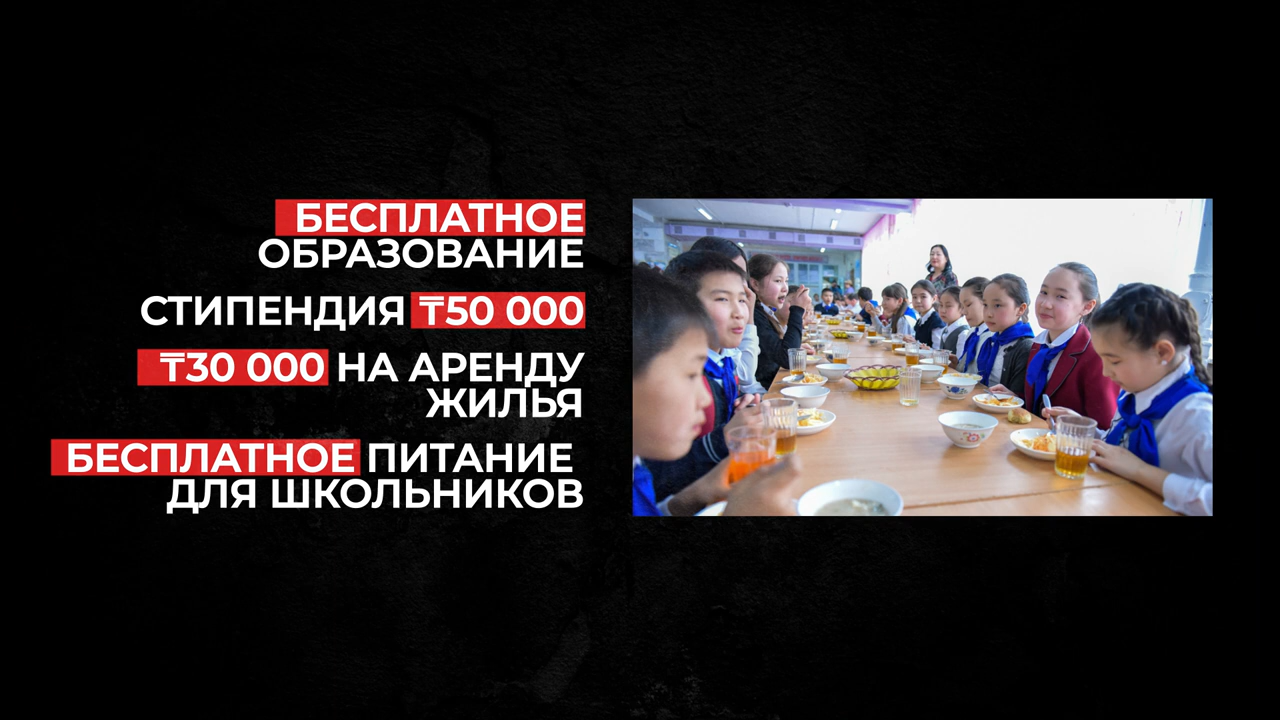 БЕСПЛАТНОЕ
ОБРАЗОВАНИЕ
СТИПЕНДИЯ ₸50 000
₸30 000 НА АРЕНДУ
ЖИЛЬЯ
БЕСПЛАТНОЕ ПИТАНИЕ
ДЛЯ ШКОЛЬНИКОВ